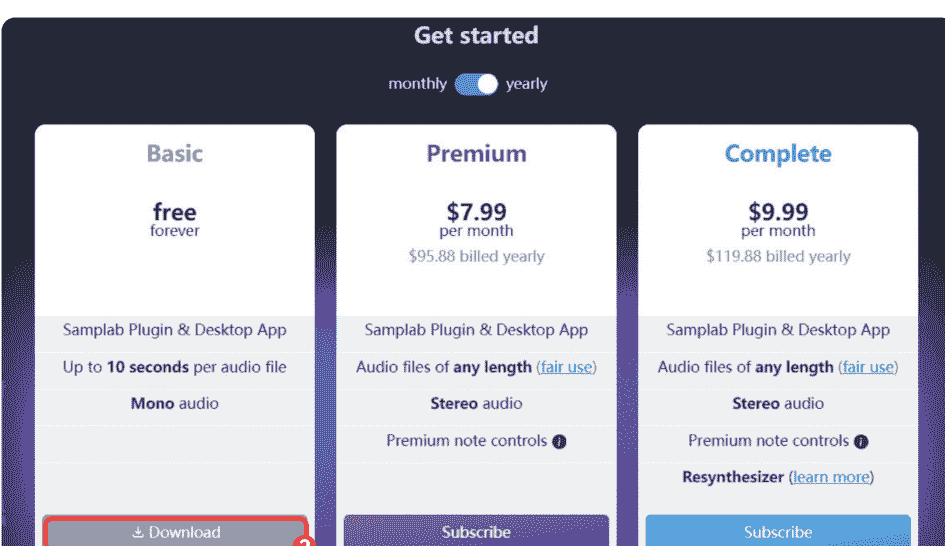 Get started
monthly yearly
Basic
free
forever
Samplab Plugin & Desktop App
Up to 10 seconds per audio file
Mono audio
Download
Premium
$7.99
per month
$95.88 billed yearly
Samplab Plugin & Desktop App
Audio files of any length (fair use)
Stereo audio
Premium note controls
Subscribe
Complete
$9.99
per month
$119.88 billed yearly
Samplab Plugin & Desktop App
Audio files of any length (fair use)
Stereo audio
Premium note controls
Resynthesizer (learn more)
Subscribe